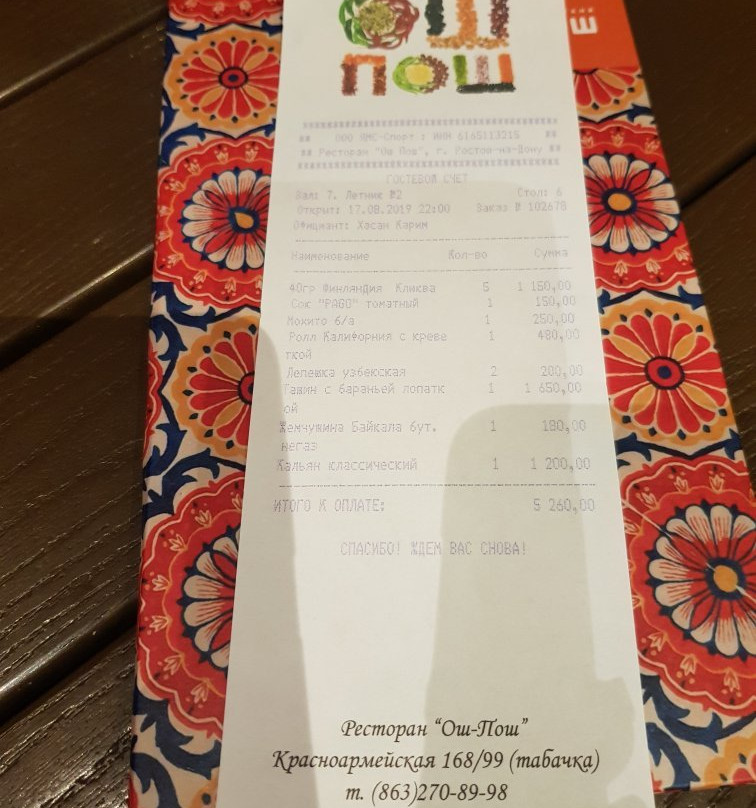 ОШ
ПОШ
ООО ЯМС-Спорт : ИНН 6165113215
## Ресторан "Ош Пош", г. Ростов-на-Дону ##
ГОСТЕВОЙ СЧЕТ
Зал: 7. Летник №2 Стол: 6
Открыт: 17.08.2019 22:00 Заказ № 102678
Официант: Хасан Карим
Наименование Кол-во Сумма
40гр Финляндия Клюква 5 1 150,00
Сок "PAGO" томатный 1 150,00
Мохито б/а 1 250,00
Ролл Калифорния с креве 1 480,00
ткой
Лепешка узбекская 2 200,00
Тажин с бараньей лопатк 1 1 650,00
ой
Жемчужина Байкала бут. 1 180,00
негаз
Кальян классический 1 1 200,00
ИТОГО К ОПЛАТЕ: 5 260,00
СПАСИБО! ЖДЕМ ВАС СНОВА!
Ресторан “Ош-Пош”
Красноармейская 168/99 (табачка)
т. (863)270-89-98